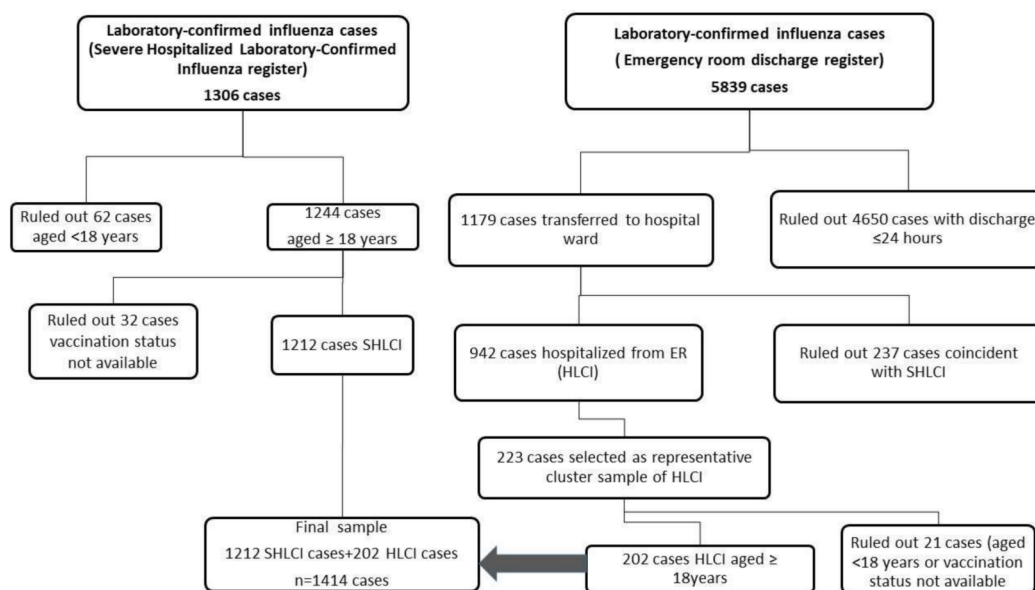 Laboratory-confirmed influenza cases
(Severe Hospitalized Laboratory-Confirmed
Influenza register)
1306 cases
Laboratory-confirmed influenza cases
( Emergency room discharge register)
5839 cases
Ruled out 62 cases
aged <18 years
1244 cases
aged ≥ 18 years
1179 cases transferred to hospital
ward
Ruled out 4650 cases with discharge
≤24 hours
Ruled out 32 cases
vaccination status
not available
1212 cases SHLCI
942 cases hospitalized from ER
(HLCI)
Ruled out 237 cases coincident
with SHLCI
223 cases selected as representative
cluster sample of HLCI
Final sample
1212 SHLCI cases+202 HLCI cases
n=1414 cases
202 cases HLCI aged ≥
18years
Ruled out 21 cases (aged
<18 years or vaccination
status not available